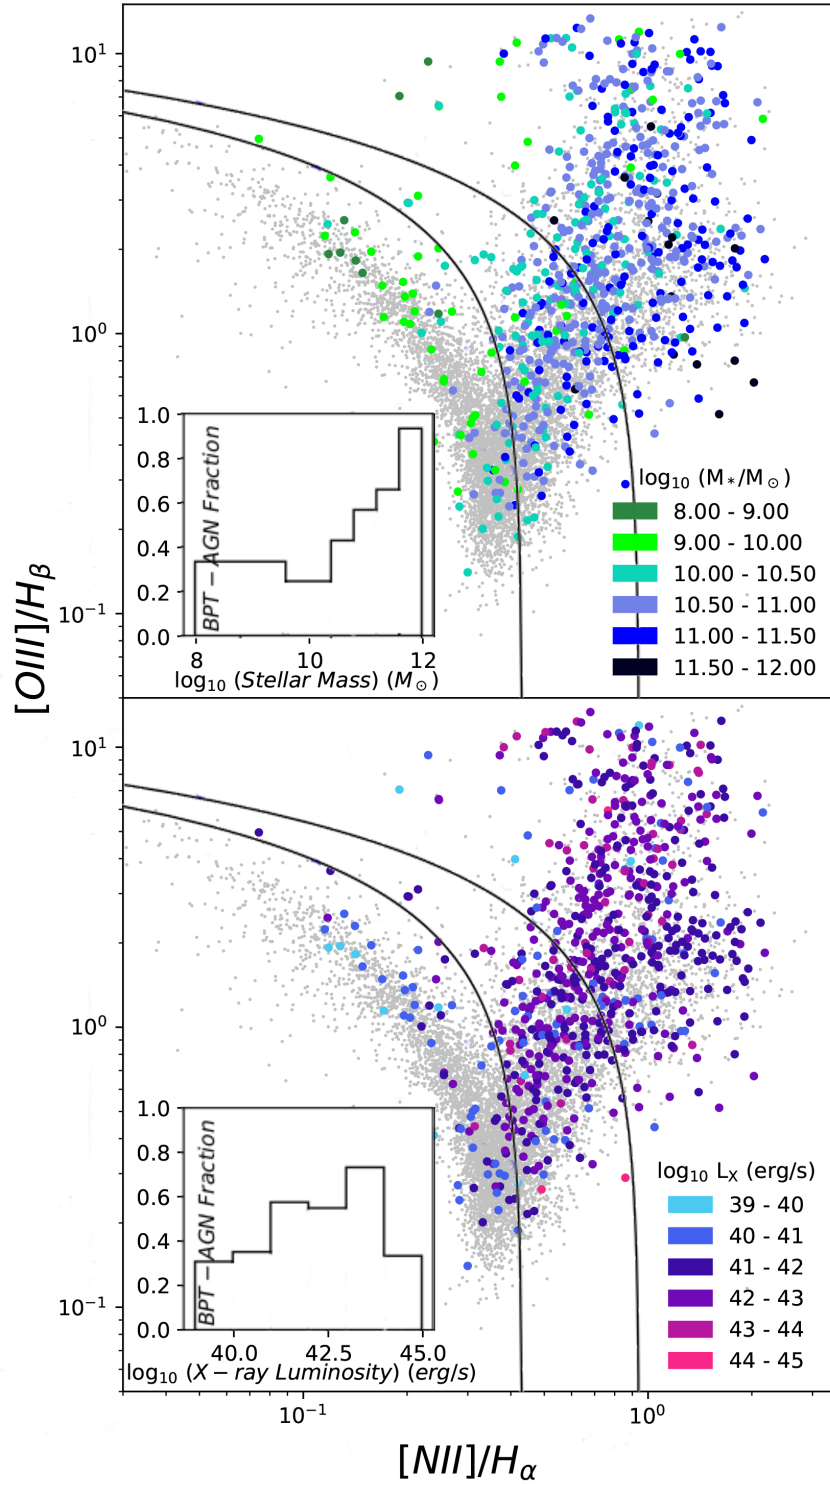 10¹
10⁰
10⁻¹
[OIII]/Hβ
1.0
0.8
0.6
0.4
0.2
0.0
BPT − AGN Fraction
8 10 12
log₁₀ (Stellar Mass) (M⊙)
log₁₀ (M*/M⊙)
8.00 - 9.00
9.00 - 10.00
10.00 - 10.50
10.50 - 11.00
11.00 - 11.50
11.50 - 12.00
10¹
10⁰
10⁻¹
1.0
0.8
0.6
0.4
0.2
0.0
BPT − AGN Fraction
40.0 42.5 45.0
log₁₀ (X − ray Luminosity) (erg/s)
log₁₀ Lₓ (erg/s)
39 - 40
40 - 41
41 - 42
42 - 43
43 - 44
44 - 45
10⁻¹ 10⁰
[NII]/Hα